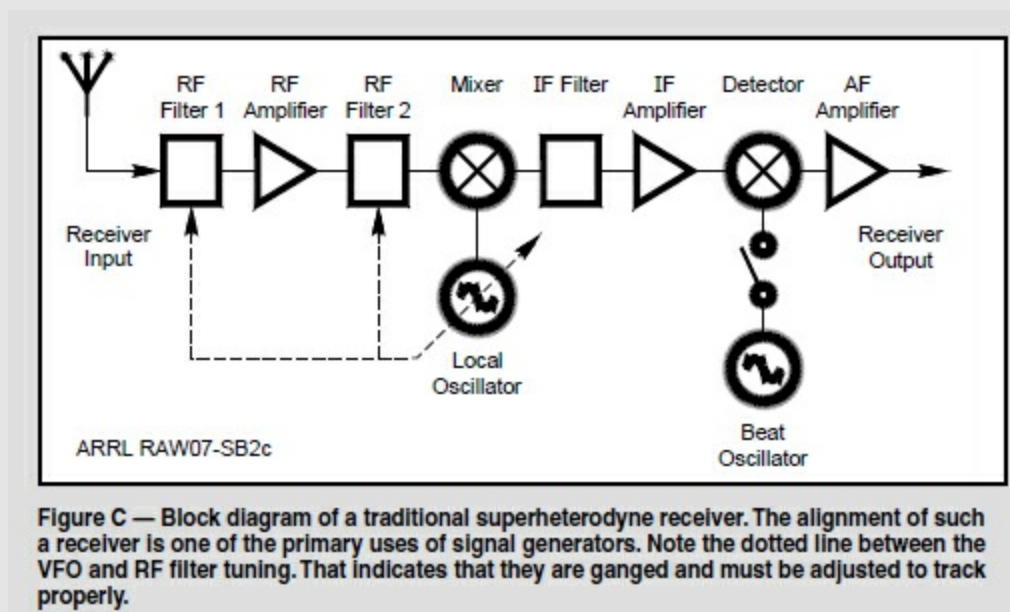 RF
Filter 1
RF
Amplifier
RF
Filter 2
Mixer
IF Filter
IF
Amplifier
Detector
AF
Amplifier
Receiver
Input
Receiver
Output
Local
Oscillator
Beat
Oscillator
ARRL RAW07-SB2c
Figure C — Block diagram of a traditional superheterodyne receiver. The alignment of such
a receiver is one of the primary uses of signal generators. Note the dotted line between the
VFO and RF filter tuning. That indicates that they are ganged and must be adjusted to track
properly.